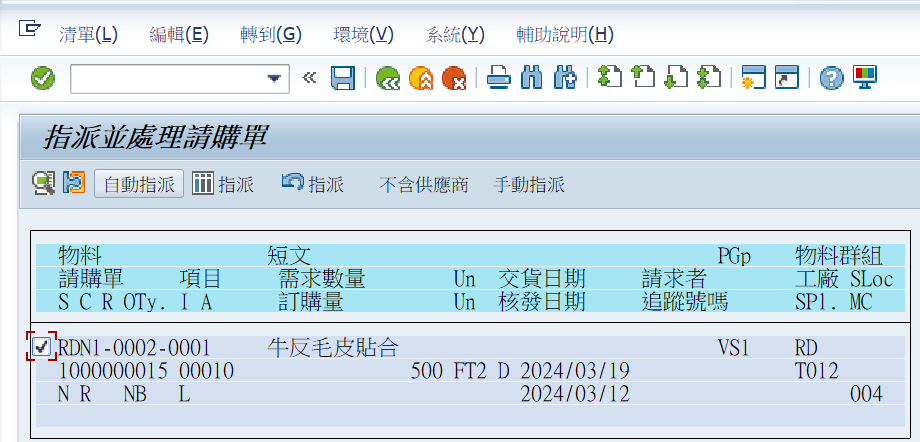 清單(L) 編輯(E) 轉到(G) 環境(V) 系統(Y) 輔助說明(H)
指派並處理請購單
自動指派 指派 指派 不含供應商 手動指派
物料 短文 PGp 物料群組
請購單 項目 需求數量 Un 交貨日期 請求者 工廠 SLoc
S C R OTy. I A 訂購量 Un 核發日期 追蹤號嗎 SPl. MC
RDN1-0002-0001 牛反毛皮貼合 VS1 RD
1000000015 00010 500 FT2 D 2024/03/19 T012
N R NB L 2024/03/12 004